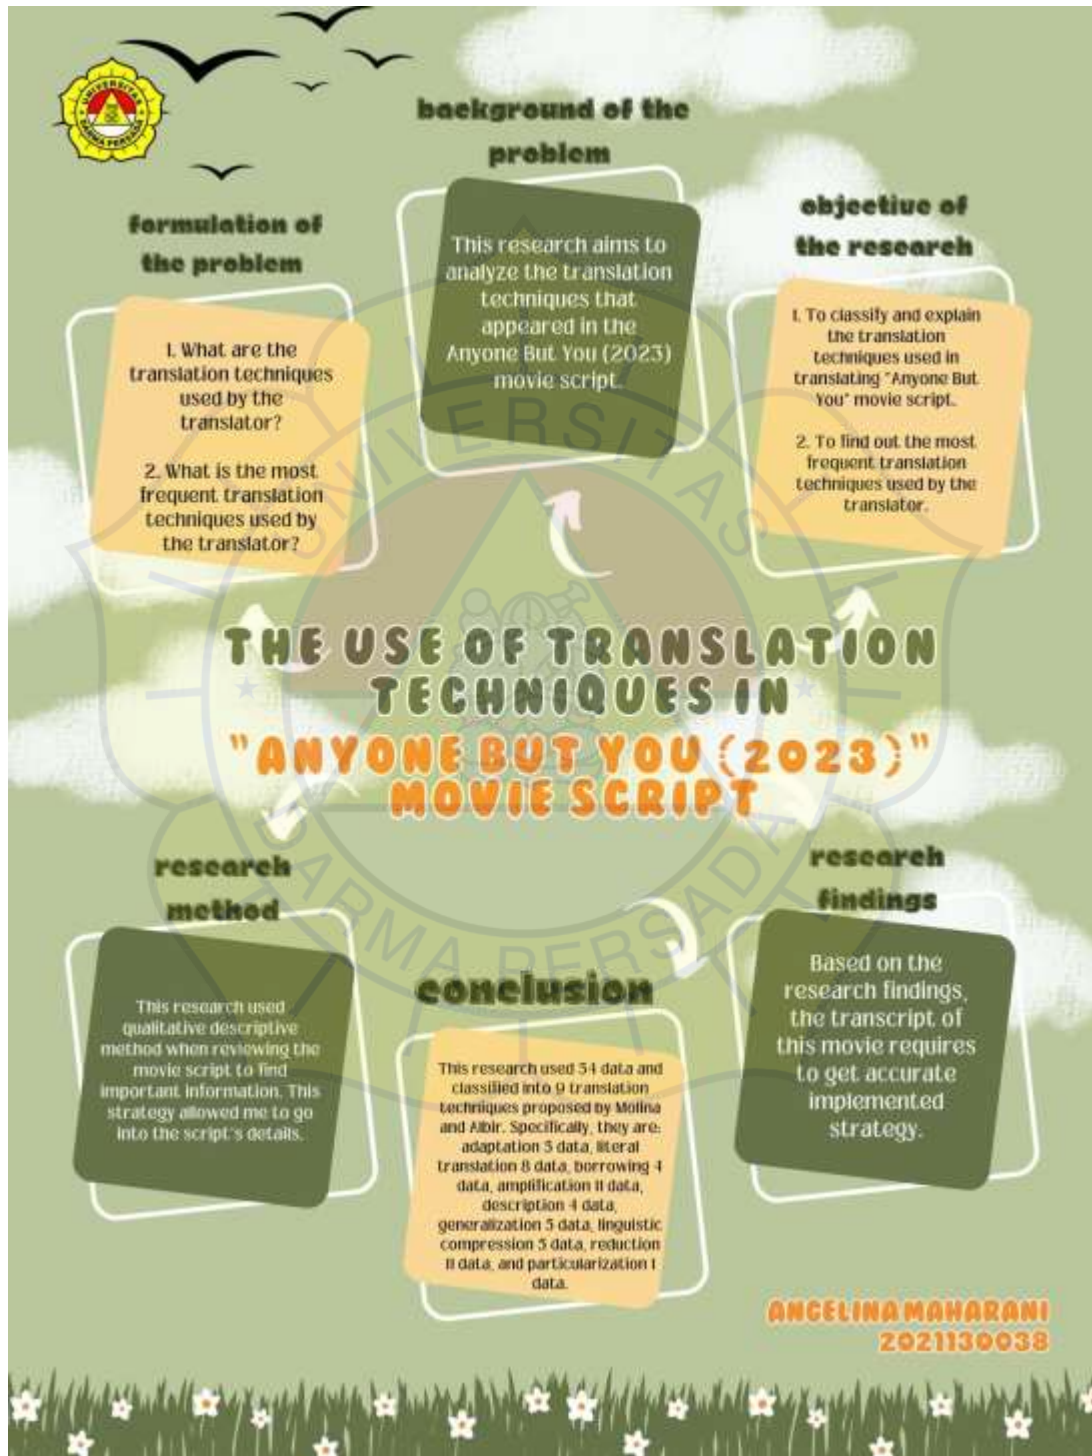 UNIVERSITAS
DARMA PERSADA
background of the
problem
This research aims to
analyze the translation
techniques that
appeared in the
Anyone But You (2023)
movie script.
formulation of
the problem
1. What are the
translation techniques
used by the
translator?
2. What is the most
frequent translation
techniques used by
the translator?
objective of
the research
1. To classify and explain
the translation
techniques used in
translating "Anyone But
You" movie script.
2. To find out the most
frequent translation
techniques used by the
translator.
UNIVERSITAS
THE USE OF TRANSLATION
TECHNIQUES IN
"ANYONE BUT YOU (2023)"
MOVIE SCRIPT
DARMA PERSADA
research
method
This research used
qualitative descriptive
method when reviewing the
movie script to find
important information. This
strategy allowed me to go
into the script's details.
conclusion
This research used 54 data and
classified into 9 translation
techniques proposed by Molina
and Albir. Specifically, they are:
adaptation 5 data, literal
translation 8 data, borrowing 4
data, amplification 11 data,
description 4 data,
generalization 5 data, linguistic
compression 5 data, reduction
11 data, and particularization 1
data.
research
findings
Based on the
research findings,
the transcript of
this movie requires
to get accurate
implemented
strategy.
ANGELINA MAHARANI
2021130038